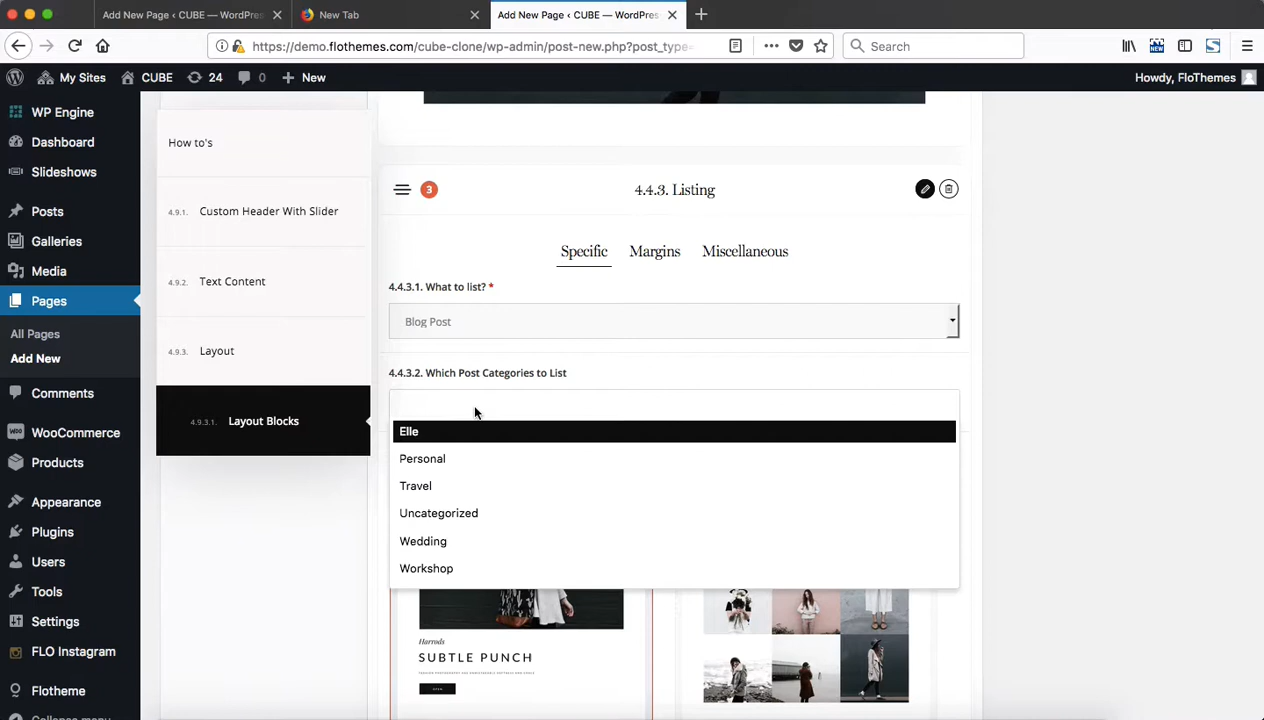 Add New Page ‹ CUBE — WordPres
New Tab
Add New Page ‹ CUBE — WordPres
https://demo.flothemes.com/cube-clone/wp-admin/post-new.php?post_type=
Search
My Sites
CUBE
24
0
New
Howdy, FloThemes
WP Engine
Dashboard
Slideshows
Posts
Galleries
Media
Pages
All Pages
Add New
Comments
WooCommerce
Products
Appearance
Plugins
Users
Tools
Settings
FLO Instagram
Flotheme
Collapse menu
How to's
4.9.1. Custom Header With Slider
4.9.2. Text Content
4.9.3. Layout
4.9.3.1. Layout Blocks
3
4.4.3. Listing
Specific Margins Miscellaneous
4.4.3.1. What to list? *
Blog Post
4.4.3.2. Which Post Categories to List
Elle
Personal
Travel
Uncategorized
Wedding
Workshop
Harrods
SUBTLE PUNCH